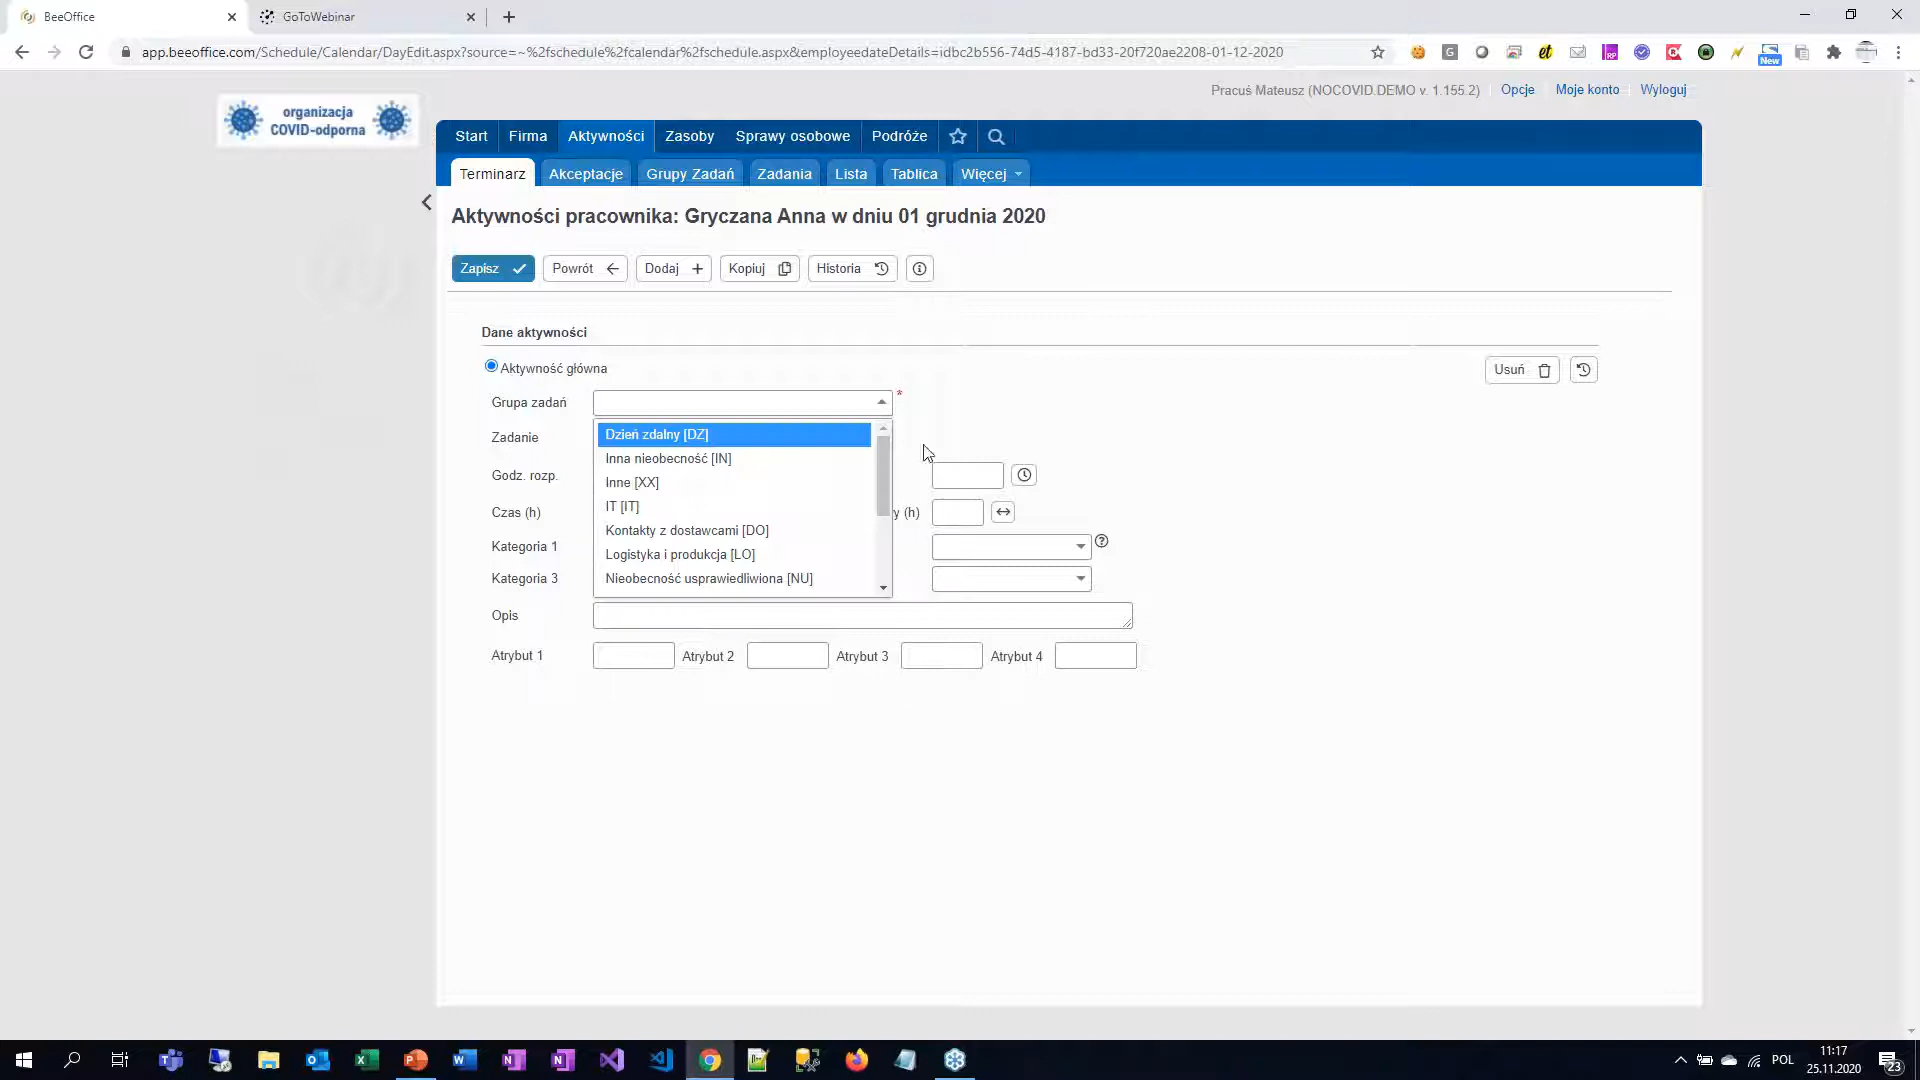 BeeOffice
GoToWebinar
app.beeoffice.com/Schedule/Calendar/DayEdit.aspx?source=~%2fschedule%2fcalendar%2fschedule.aspx&employeedateDetails=idbc2b556-74d5-4187-bd33-20f720ae2208-01-12-2020
New
organizacja
COVID-odporna
Pracuś Mateusz (NOCOVID.DEMO v. 1.155.2) Opcje Moje konto Wyloguj
Start Firma Aktywności Zasoby Sprawy osobowe Podróże
Terminarz Akceptacje Grupy Zadań Zadania Lista Tablica Więcej
Aktywności pracownika: Gryczana Anna w dniu 01 grudnia 2020
Zapisz Powrót Dodaj Kopiuj Historia
Dane aktywności
Aktywność główna
Usuń
Grupa zadań *
Dzień zdalny [DZ]
Zadanie
Inna nieobecność [IN]
Godz. rozp.
Inne [XX]
IT [IT]
Czas (h)
y (h)
Kontakty z dostawcami [DO]
Kategoria 1
Logistyka i produkcja [LO]
Kategoria 3
Nieobecność usprawiedliwiona [NU]
Opis
Atrybut 1 Atrybut 2 Atrybut 3 Atrybut 4
POL
11:17
25.11.2020
23